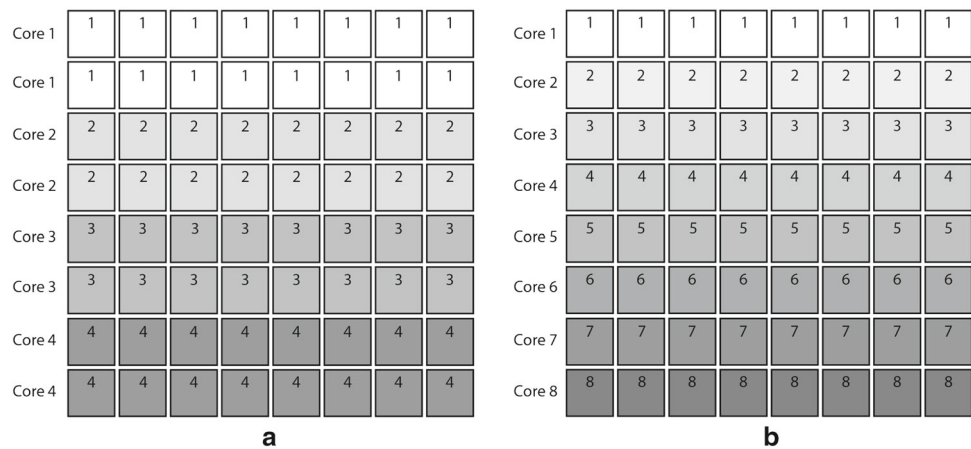 Core 1 1 1 1 1 1 1 1 1
Core 1 1 1 1 1 1 1 1 1
Core 2 2 2 2 2 2 2 2 2
Core 2 2 2 2 2 2 2 2 2
Core 3 3 3 3 3 3 3 3 3
Core 3 3 3 3 3 3 3 3 3
Core 4 4 4 4 4 4 4 4 4
Core 4 4 4 4 4 4 4 4 4
a
Core 1 1 1 1 1 1 1 1 1
Core 2 2 2 2 2 2 2 2 2
Core 3 3 3 3 3 3 3 3 3
Core 4 4 4 4 4 4 4 4 4
Core 5 5 5 5 5 5 5 5 5
Core 6 6 6 6 6 6 6 6 6
Core 7 7 7 7 7 7 7 7 7
Core 8 8 8 8 8 8 8 8 8
b